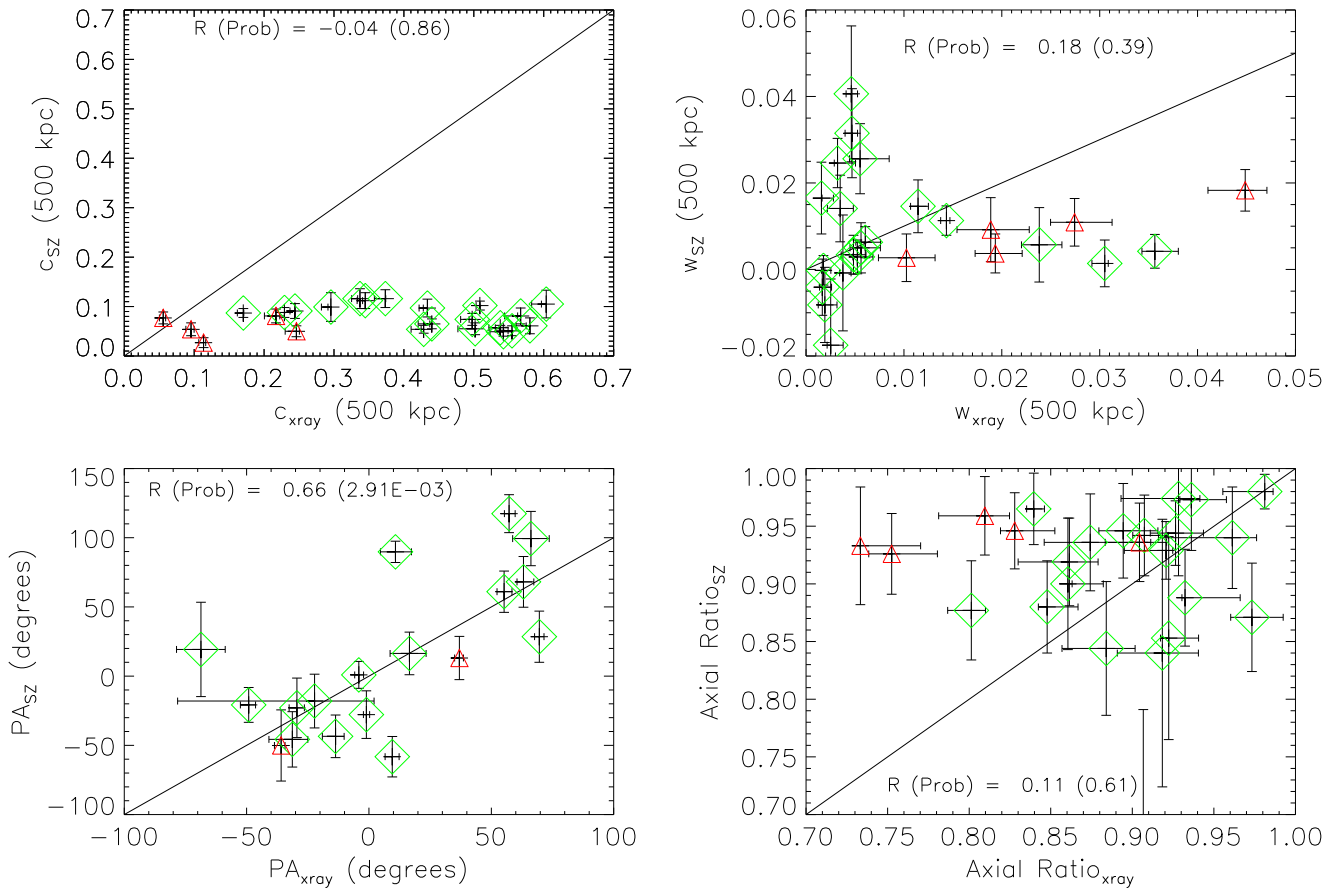 R (Prob) = −0.04 (0.86)
0.7
0.6
0.5
0.4
0.3
0.2
0.1
0.0
c_SZ (500 kpc)
0.0 0.1 0.2 0.3 0.4 0.5 0.6 0.7
c_xray (500 kpc)
R (Prob) = 0.18 (0.39)
0.06
0.04
0.02
0.00
−0.02
w_SZ (500 kpc)
0.00 0.01 0.02 0.03 0.04 0.05
w_xray (500 kpc)
R (Prob) = 0.66 (2.91E−03)
150
100
50
0
−50
−100
PA_SZ (degrees)
−100 −50 0 50 100
PA_xray (degrees)
1.00
0.95
0.90
0.85
0.80
0.75
0.70
Axial Ratio_SZ
R (Prob) = 0.11 (0.61)
0.70 0.75 0.80 0.85 0.90 0.95 1.00
Axial Ratio_xray